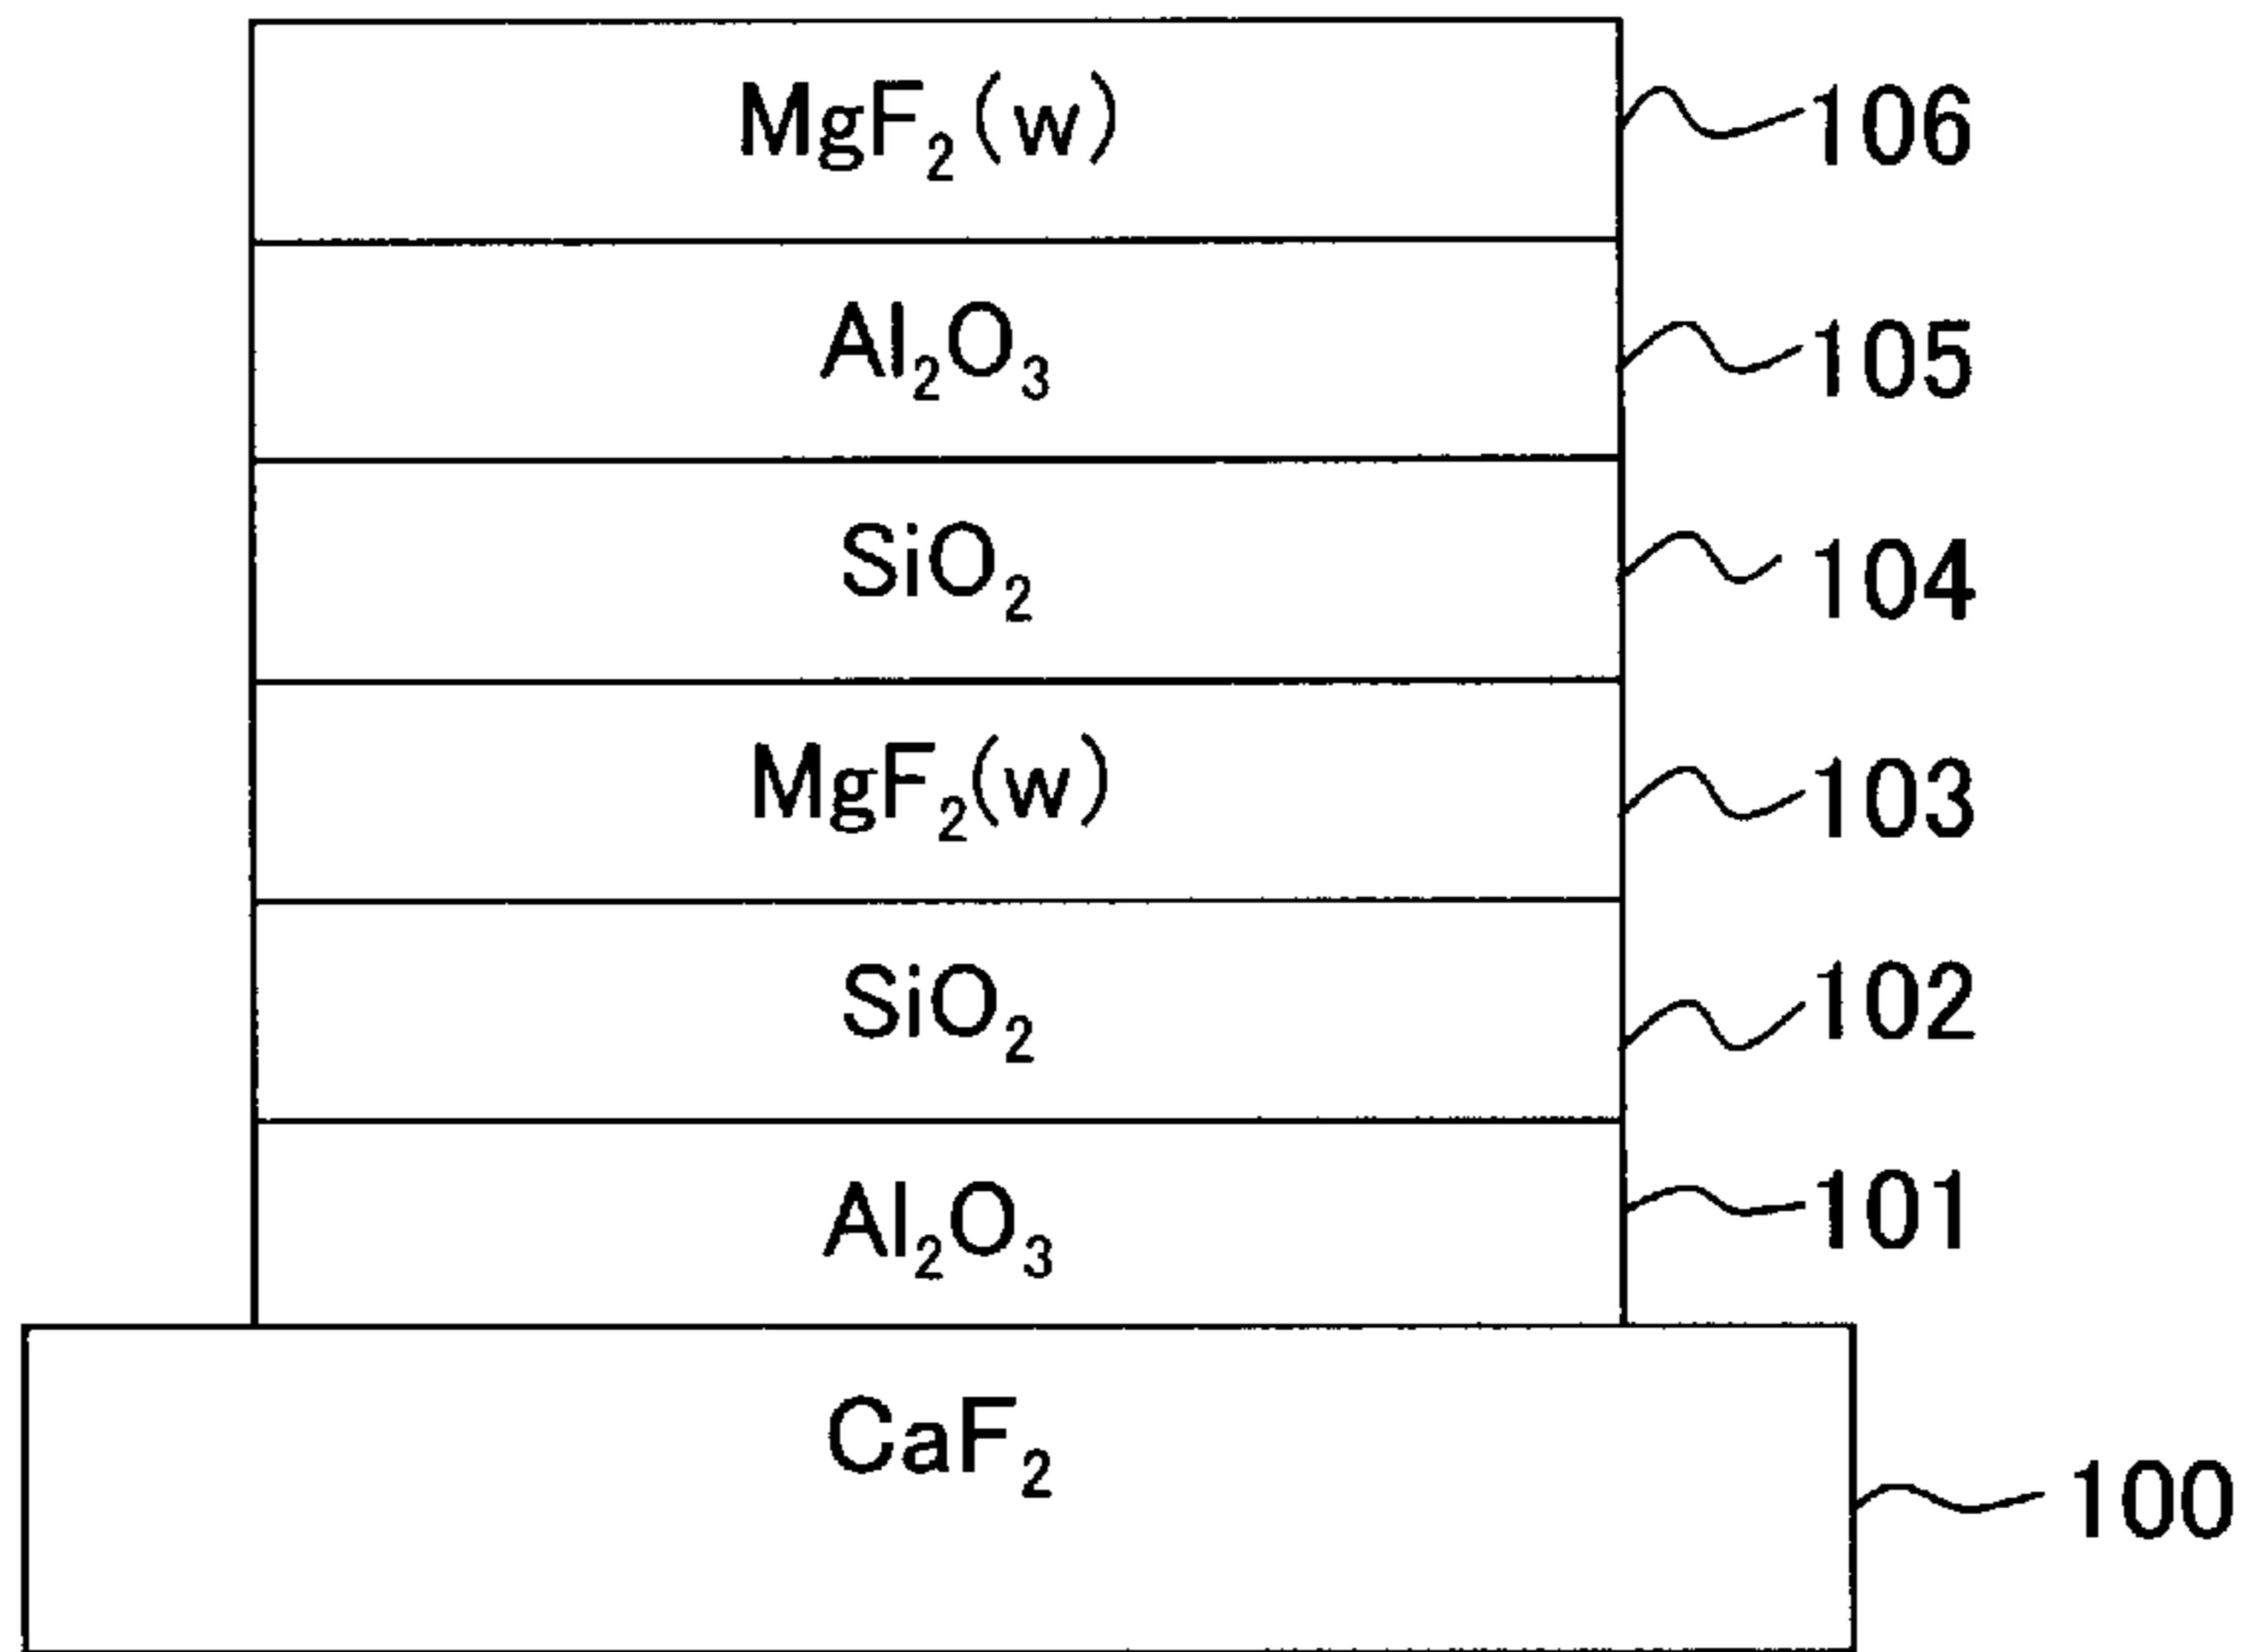 MgF₂(w) 106
Al₂O₃ 105
SiO₂ 104
MgF₂(w) 103
SiO₂ 102
Al₂O₃ 101
CaF₂ 100